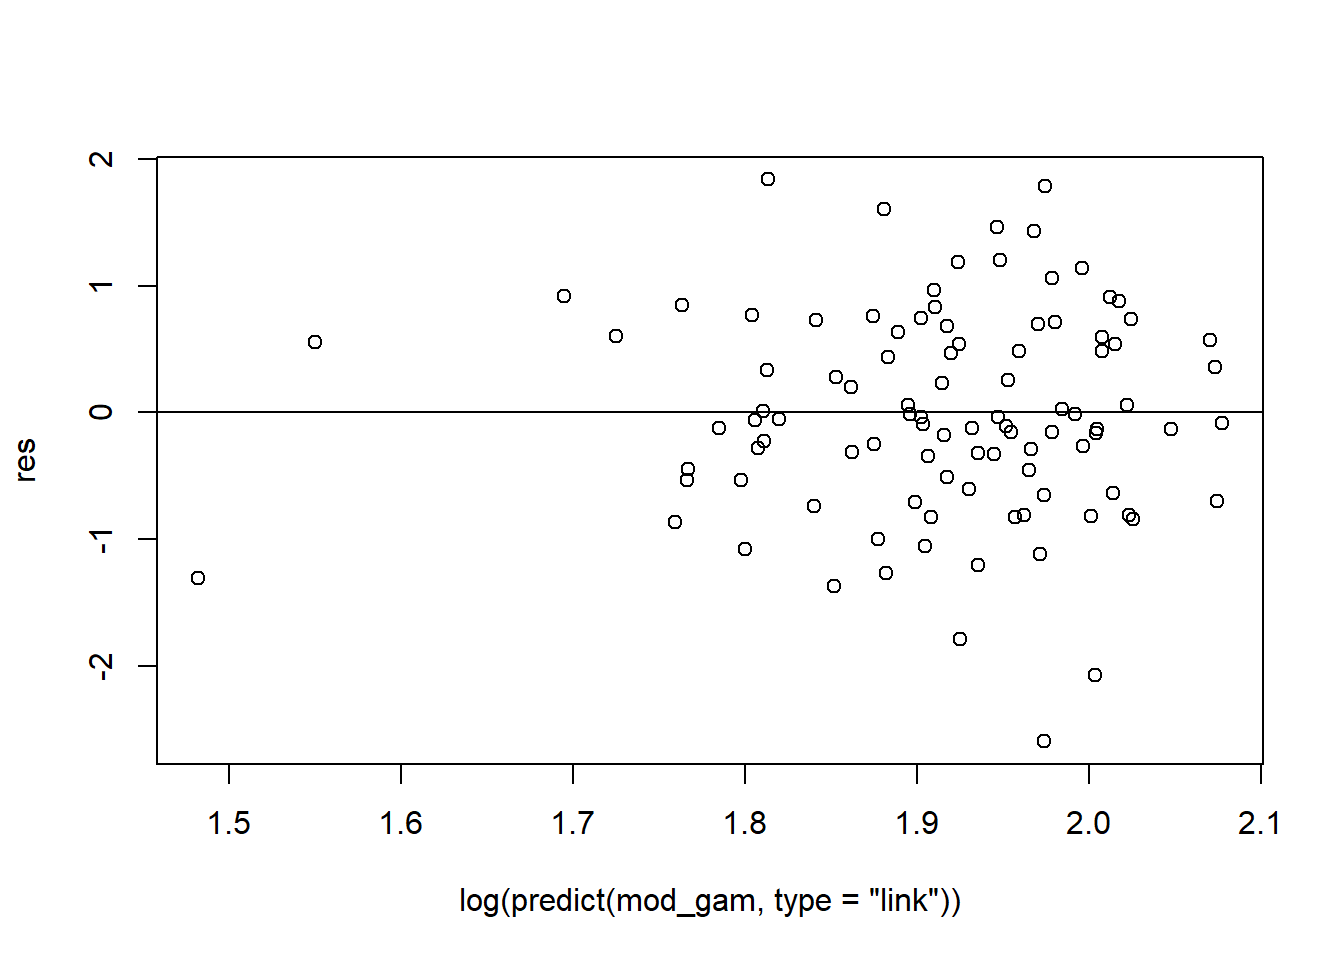 2
1
0
-1
-2
res
1.5 1.6 1.7 1.8 1.9 2.0 2.1
log(predict(mod_gam, type = "link"))